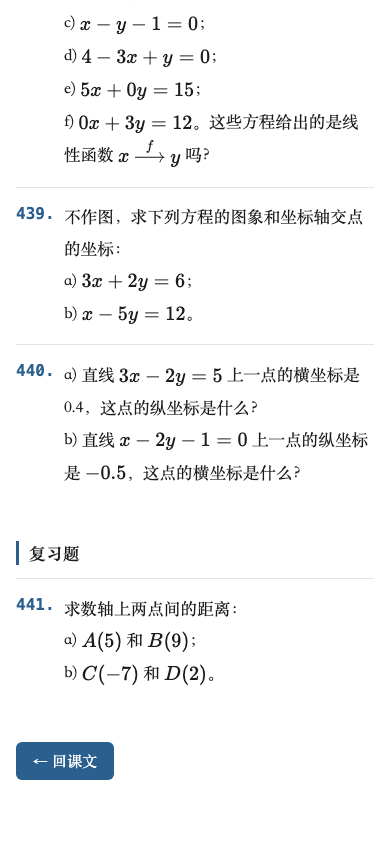 c) x − y − 1 = 0;
d) 4 − 3x + y = 0;
e) 5x + 0y = 15;
f) 0x + 3y = 12。这些方程给出的是线
性函数 x —f→ y 吗?
439. 不作图，求下列方程的图象和坐标轴交点
的坐标:
a) 3x + 2y = 6;
b) x − 5y = 12。
440. a) 直线 3x − 2y = 5 上一点的横坐标是
0.4，这点的纵坐标是什么?
b) 直线 x − 2y − 1 = 0 上一点的纵坐标
是 −0.5，这点的横坐标是什么?
复习题
441. 求数轴上两点间的距离:
a) A(5) 和 B(9);
b) C(−7) 和 D(2)。
← 回课文